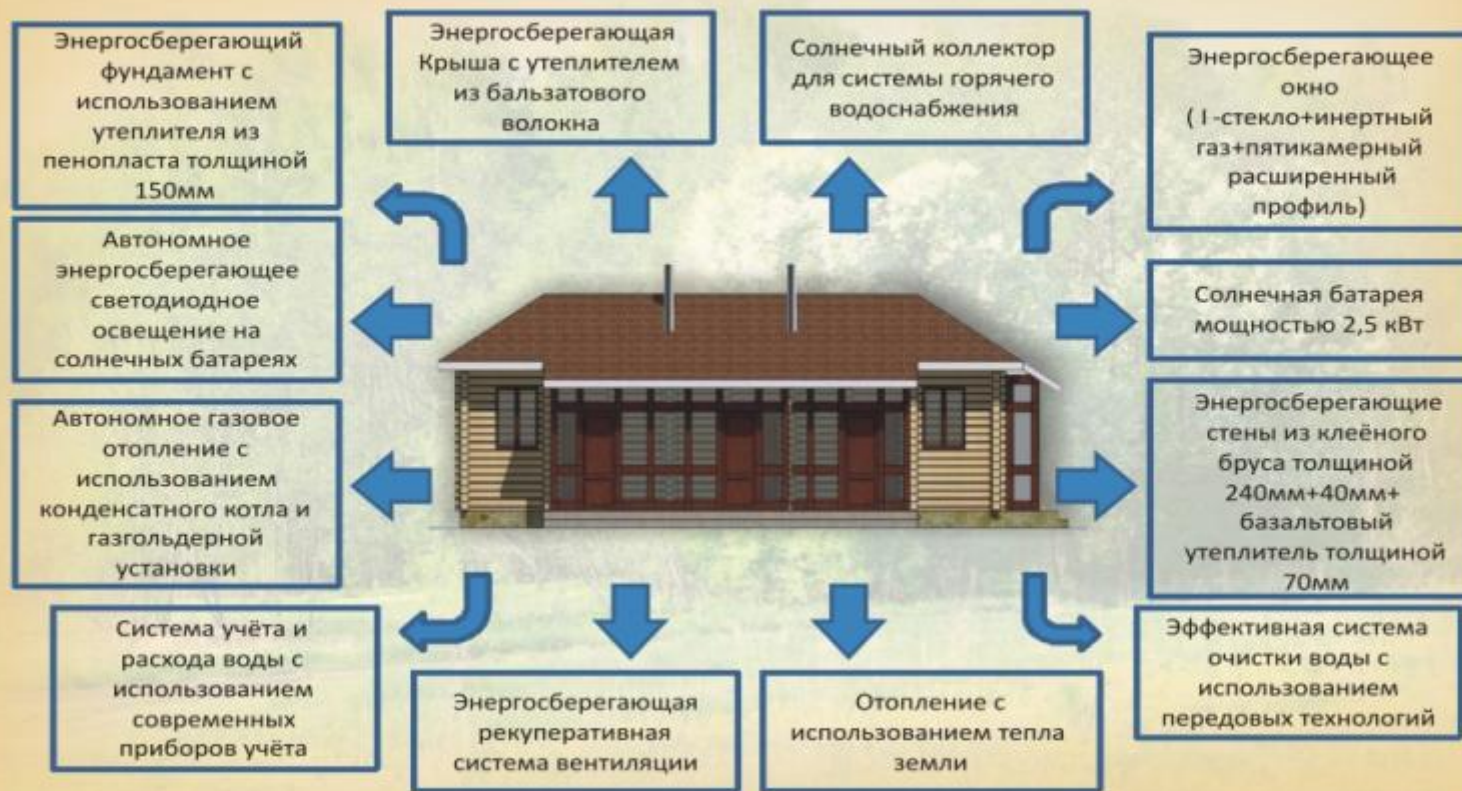 Энергосберегающий
фундамент с
использованием
утеплителя из
пенопласта толщиной
150мм
Энергосберегающая
Крыша с утеплителем
из бальзатового
волокна
Солнечный коллектор
для системы горячего
водоснабжения
Энергосберегающее
окно
( I -стекло+инертный
газ+пятикамерный
расширенный
профиль)
Автономное
энергосберегающее
светодиодное
освещение на
солнечных батареях
Солнечная батарея
мощностью 2,5 кВт
Автономное газовое
отопление с
использованием
конденсатного котла и
газгольдерной
установки
Энергосберегающие
стены из клеёного
бруса толщиной
240мм+40мм+
базальтовый
утеплитель толщиной
70мм
Система учёта и
расхода воды с
использованием
современных
приборов учёта
Энергосберегающая
рекуперативная
система вентиляции
Отопление с
использованием тепла
земли
Эффективная система
очистки воды с
использованием
передовых технологий